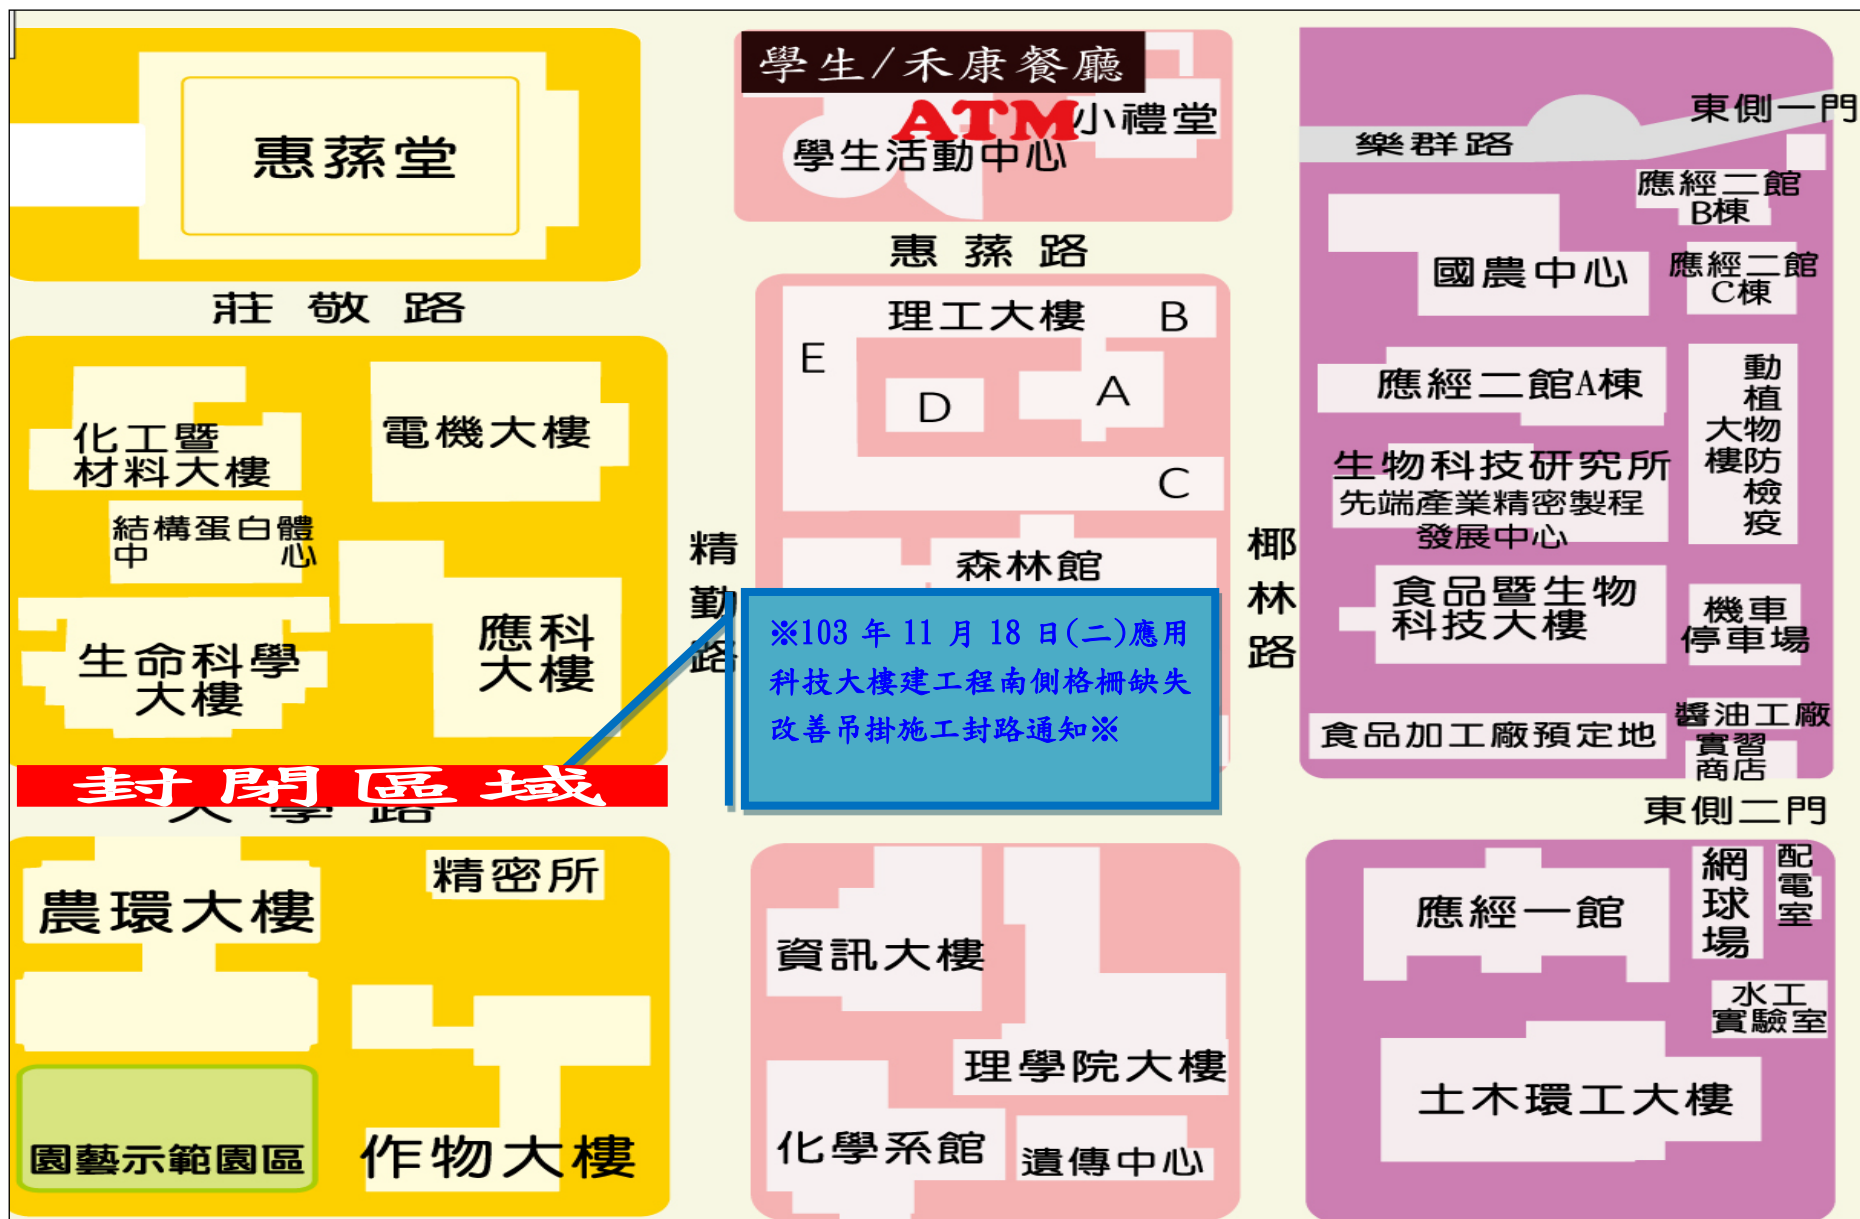 學生/禾康餐廳
ATM
小禮堂
學生活動中心
惠蓀堂
東側一門
樂群路
應經二館
B棟
國農中心
應經二館
C棟
惠蓀路
莊敬路
理工大樓
B
E
D
A
C
應經二館A棟
動植物防檢疫
大樓
化工暨
材料大樓
電機大樓
生物科技研究所
先端產業精密製程
發展中心
結構蛋白體
中心
精勤路
森林館
椰林路
食品暨生物
科技大樓
機車
停車場
生命科學
大樓
應科
大樓
※103 年 11 月 18 日(二)應用
科技大樓建工程南側格柵缺失
改善吊掛施工封路通知※
食品加工廠預定地
醬油工廠
實習
商店
封閉區域
大學路
東側二門
農環大樓
精密所
資訊大樓
應經一館
網球場
配電室
水工
實驗室
理學院大樓
土木環工大樓
園藝示範園區
作物大樓
化學系館
遺傳中心